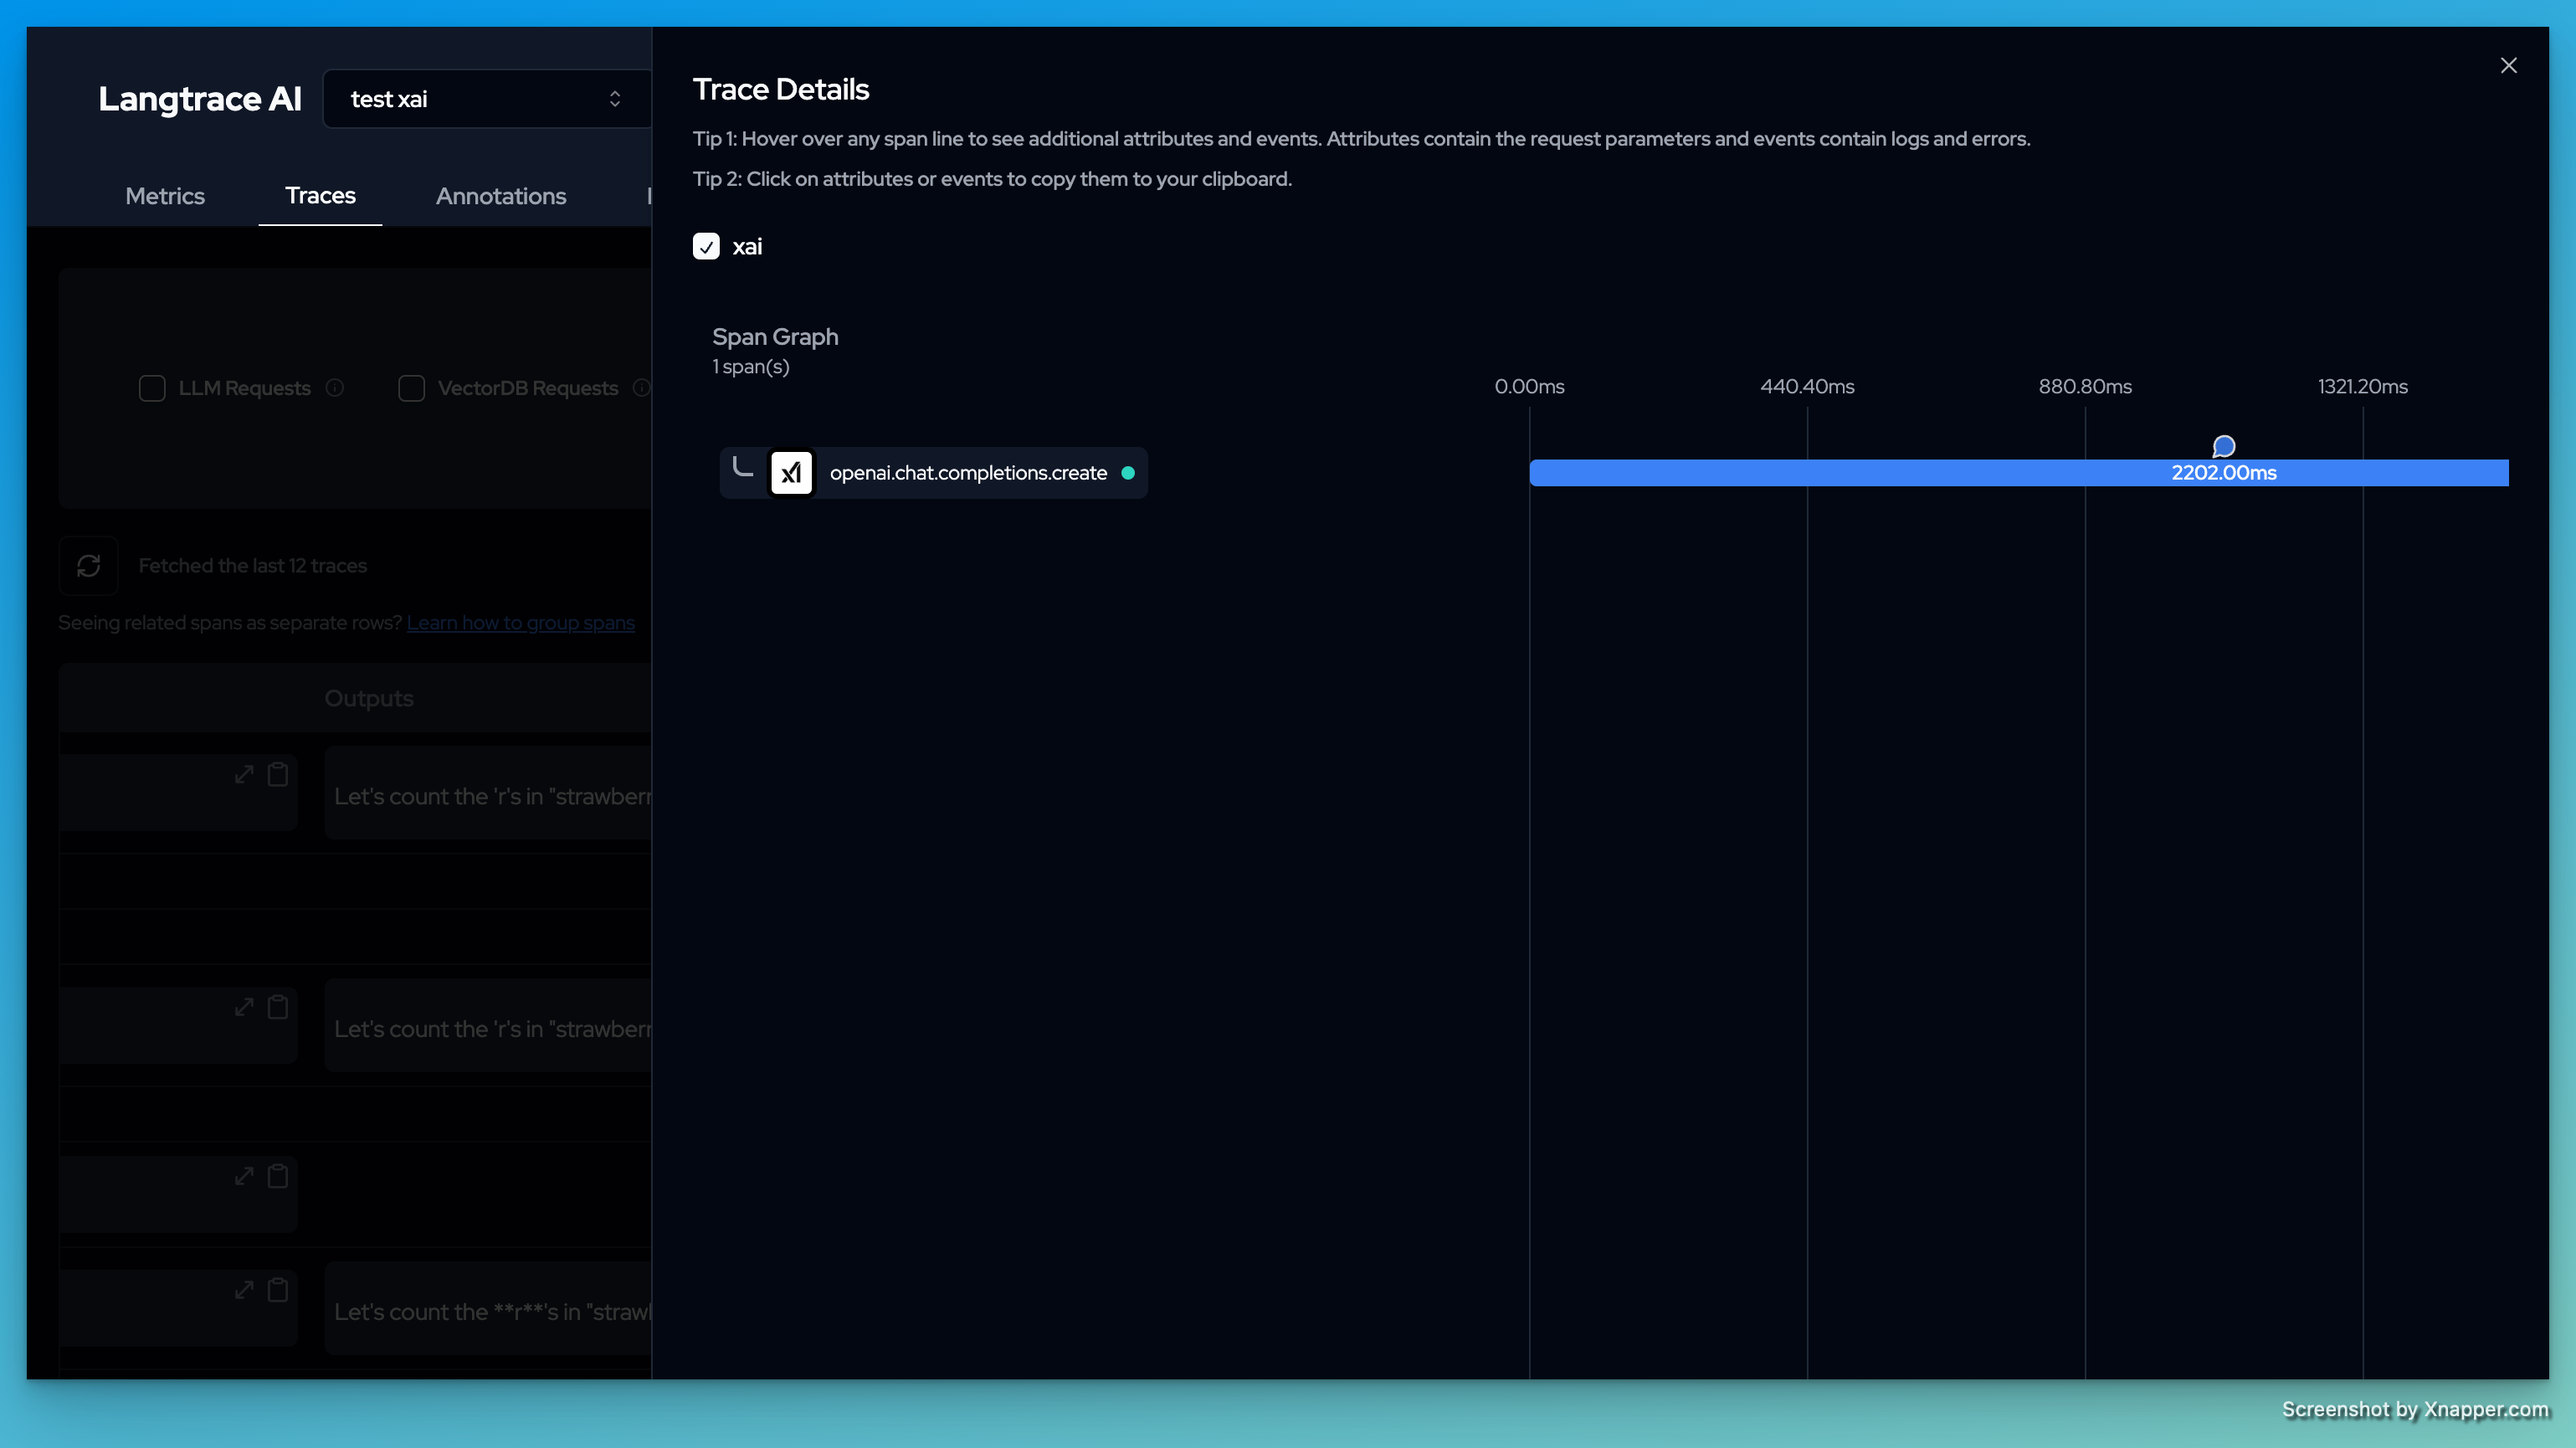 Langtrace AI
test xai
Metrics
Traces
Annotations
Trace Details
Tip 1: Hover over any span line to see additional attributes and events. Attributes contain the request parameters and events contain logs and errors.
Tip 2: Click on attributes or events to copy them to your clipboard.
xai
Span Graph
1 span(s)
0.00ms
440.40ms
880.80ms
1321.20ms
openai.chat.completions.create
2202.00ms
LLM Requests
VectorDB Requests
Fetched the last 12 traces
Seeing related spans as separate rows? Learn how to group spans
Outputs
Let's count the 'r's in "strawberr
Let's count the 'r's in "strawberr
Let's count the **r**'s in "straw
Screenshot by Xnapper.com